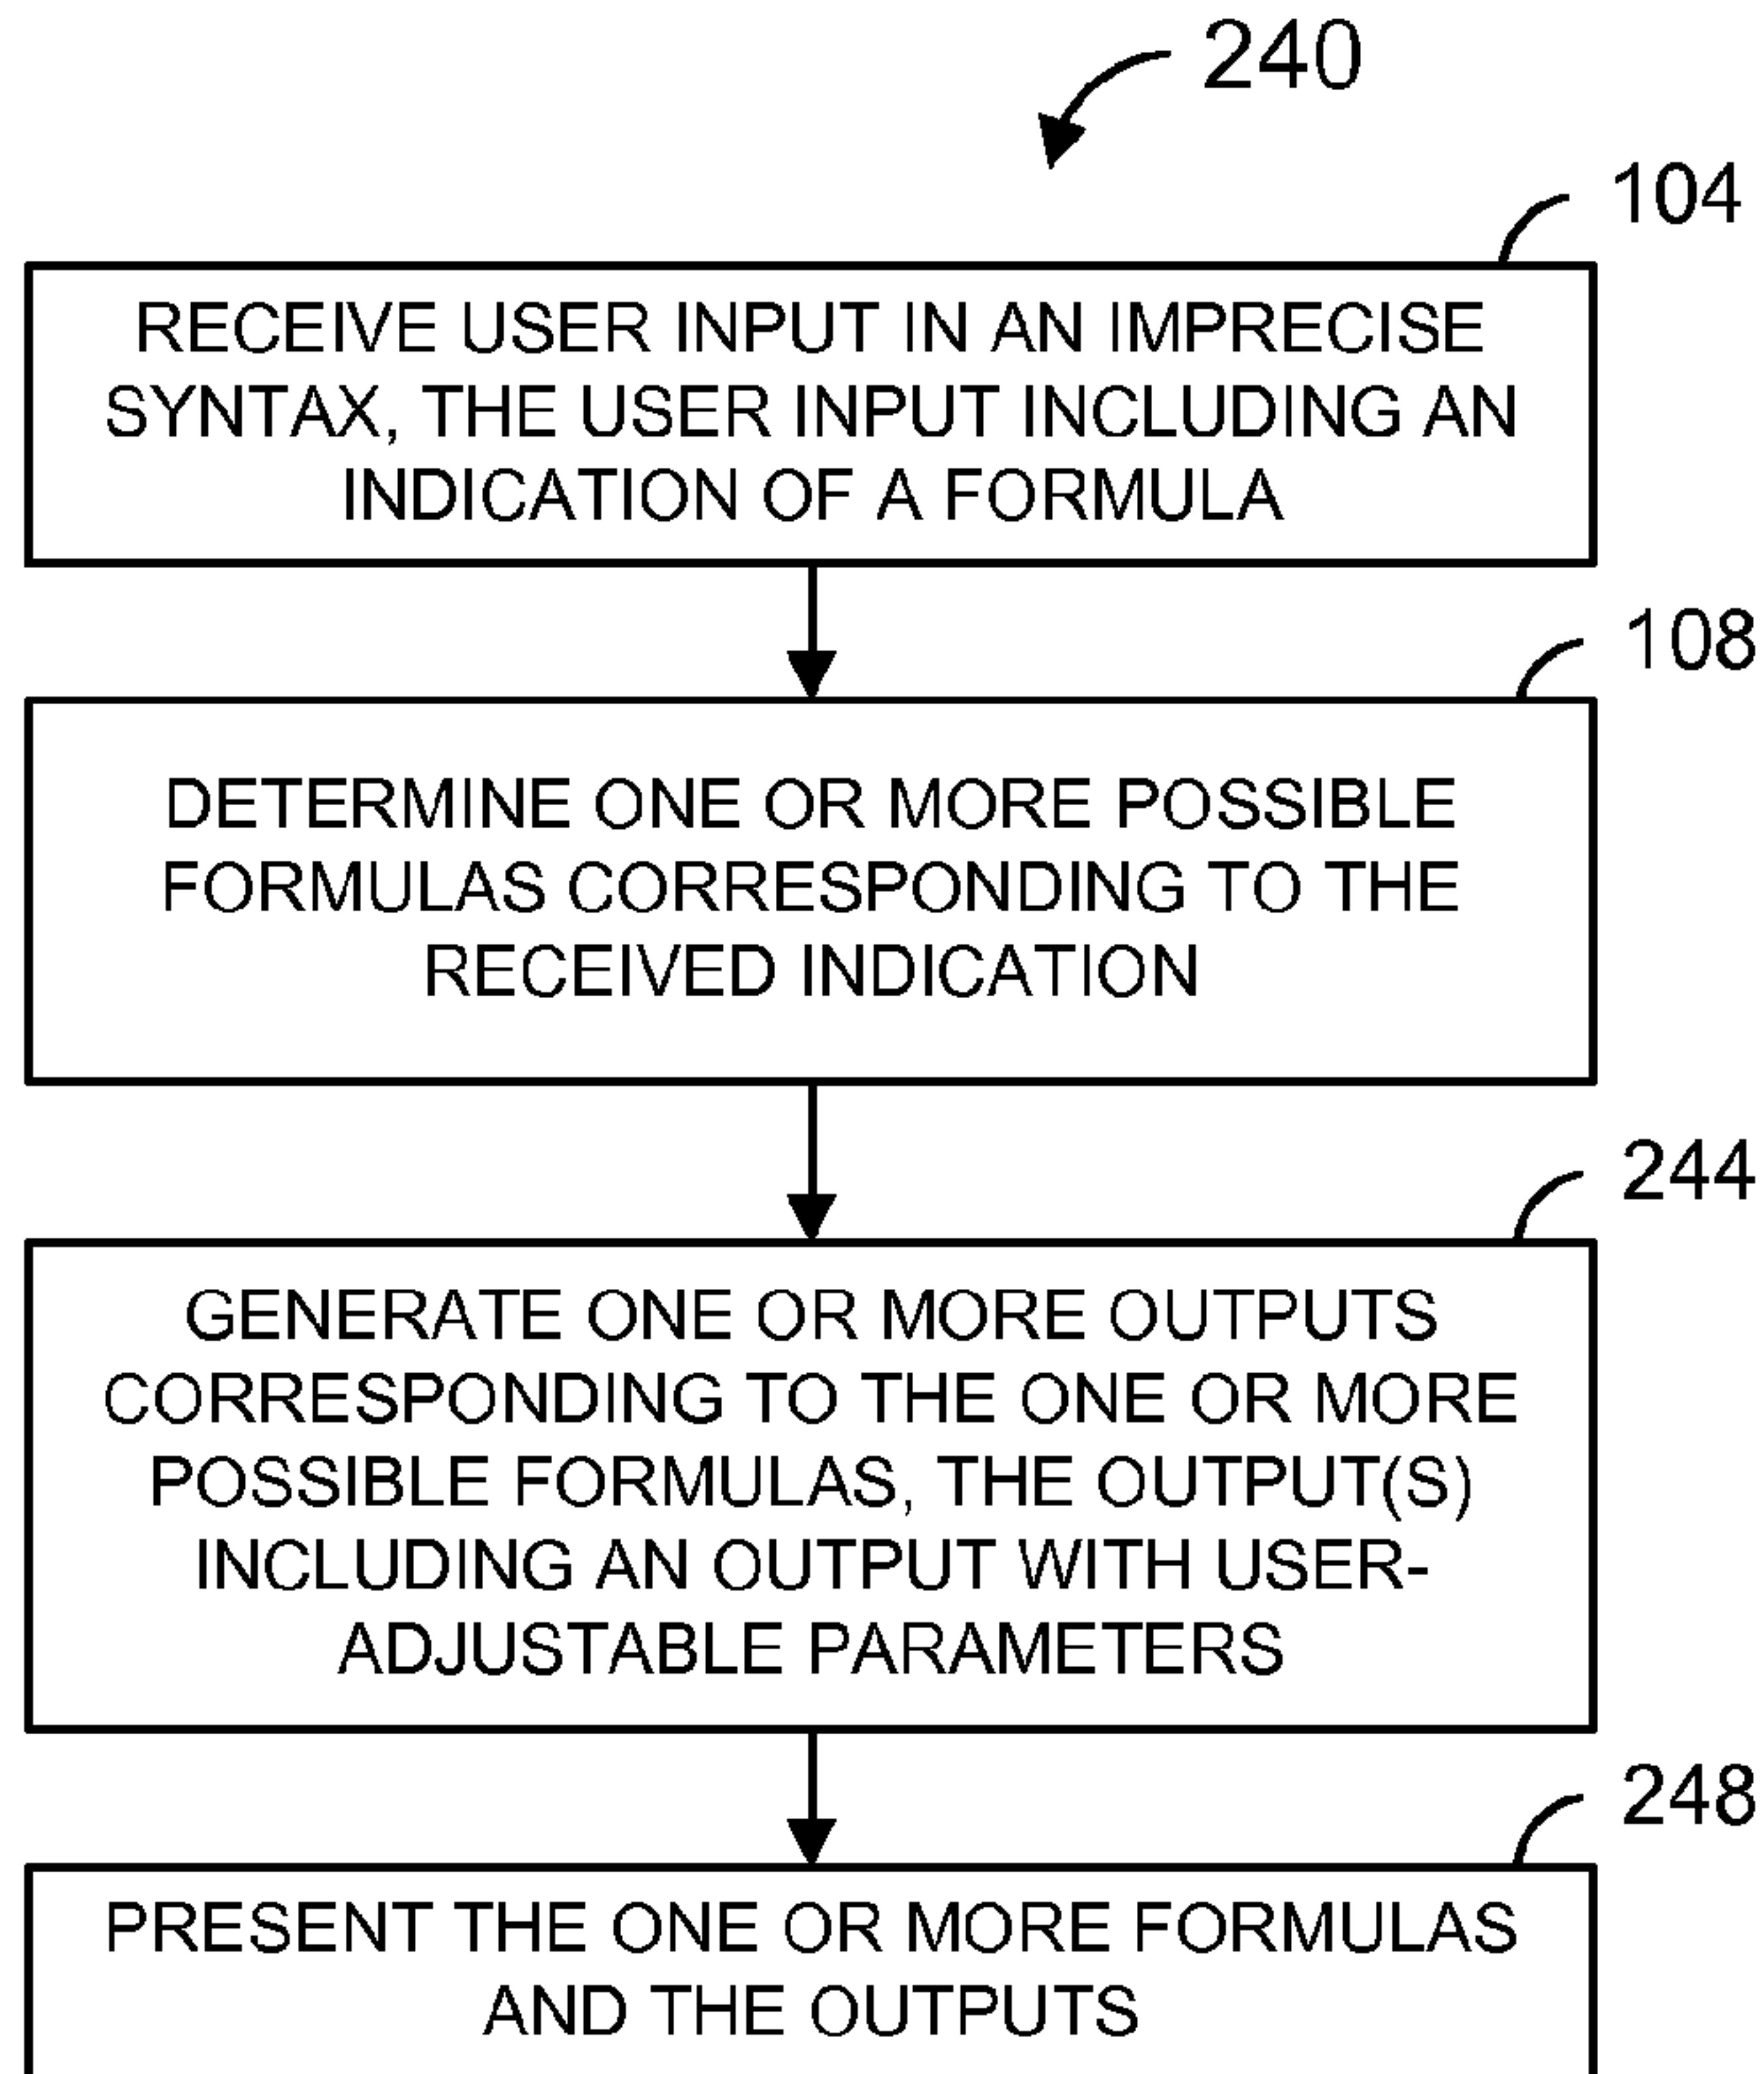 240
104
RECEIVE USER INPUT IN AN IMPRECISE
SYNTAX, THE USER INPUT INCLUDING AN
INDICATION OF A FORMULA
108
DETERMINE ONE OR MORE POSSIBLE
FORMULAS CORRESPONDING TO THE
RECEIVED INDICATION
244
GENERATE ONE OR MORE OUTPUTS
CORRESPONDING TO THE ONE OR MORE
POSSIBLE FORMULAS, THE OUTPUT(S)
INCLUDING AN OUTPUT WITH USER-
ADJUSTABLE PARAMETERS
248
PRESENT THE ONE OR MORE FORMULAS
AND THE OUTPUTS